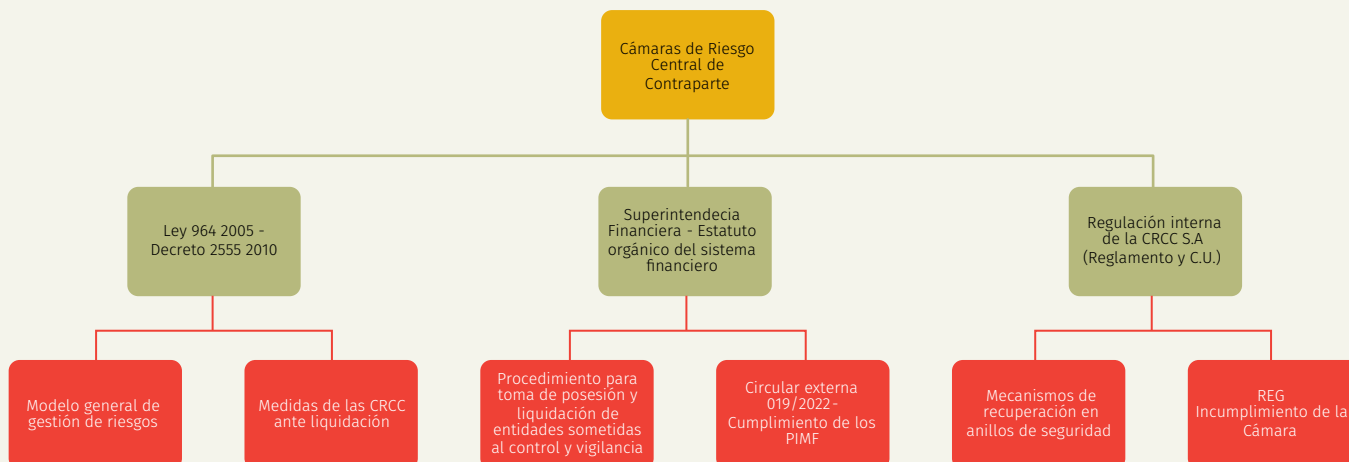 Cámaras de Riesgo
Central de
Contraparte
Ley 964 2005 -
Decreto 2555 2010
Superintendecia
Financiera - Estatuto
orgánico del sistema
financiero
Regulación interna
de la CRCC S.A
(Reglamento y C.U.)
Modelo general de
gestión de riesgos
Medidas de las CRCC
ante liquidación
Procedimiento para
toma de posesión y
liquidación de
entidades sometidas
al control y vigilancia
Circular externa
019/2022-
Cumplimiento de los
PIMF
Mecanismos de
recuperación en
anillos de seguridad
REG
Incumplimiento de la
Cámara